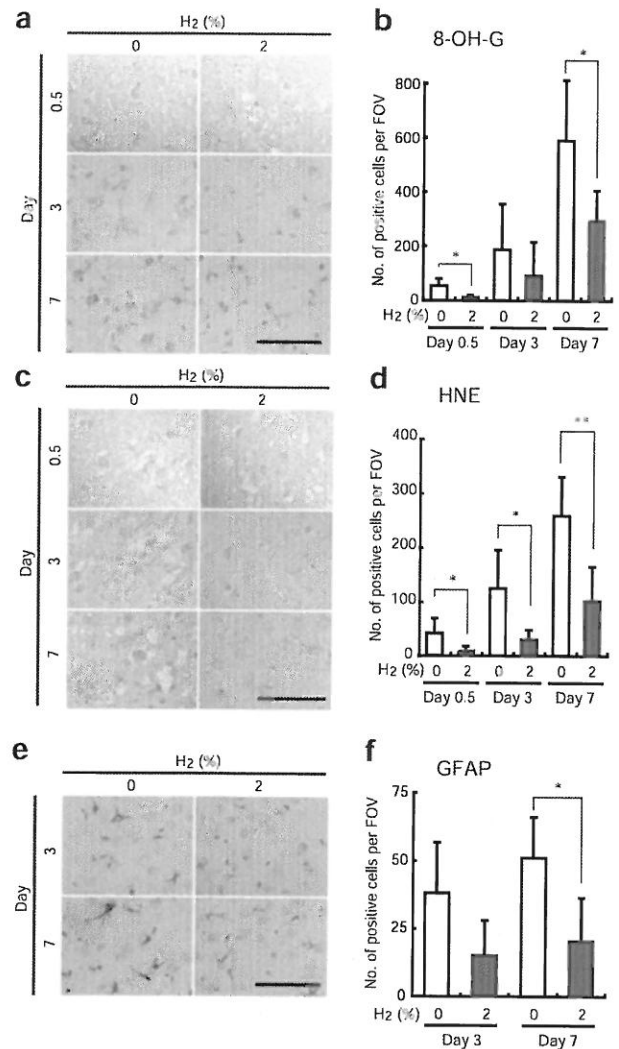 a
H2 (%)
0 2
Day
0.5
3
7
b
8-OH-G
No. of positive cells per FOV
800
600
400
200
0
*
*
H2 (%) 0 2 0 2 0 2
Day 0.5 Day 3 Day 7
c
H2 (%)
0 2
Day
0.5
3
7
d
HNE
No. of positive cells per FOV
400
300
200
100
0
*
*
**
H2 (%) 0 2 0 2 0 2
Day 0.5 Day 3 Day 7
e
H2 (%)
0 2
Day
3
7
f
GFAP
No. of positive cells per FOV
75
50
25
0
*
H2 (%) 0 2 0 2
Day 3 Day 7